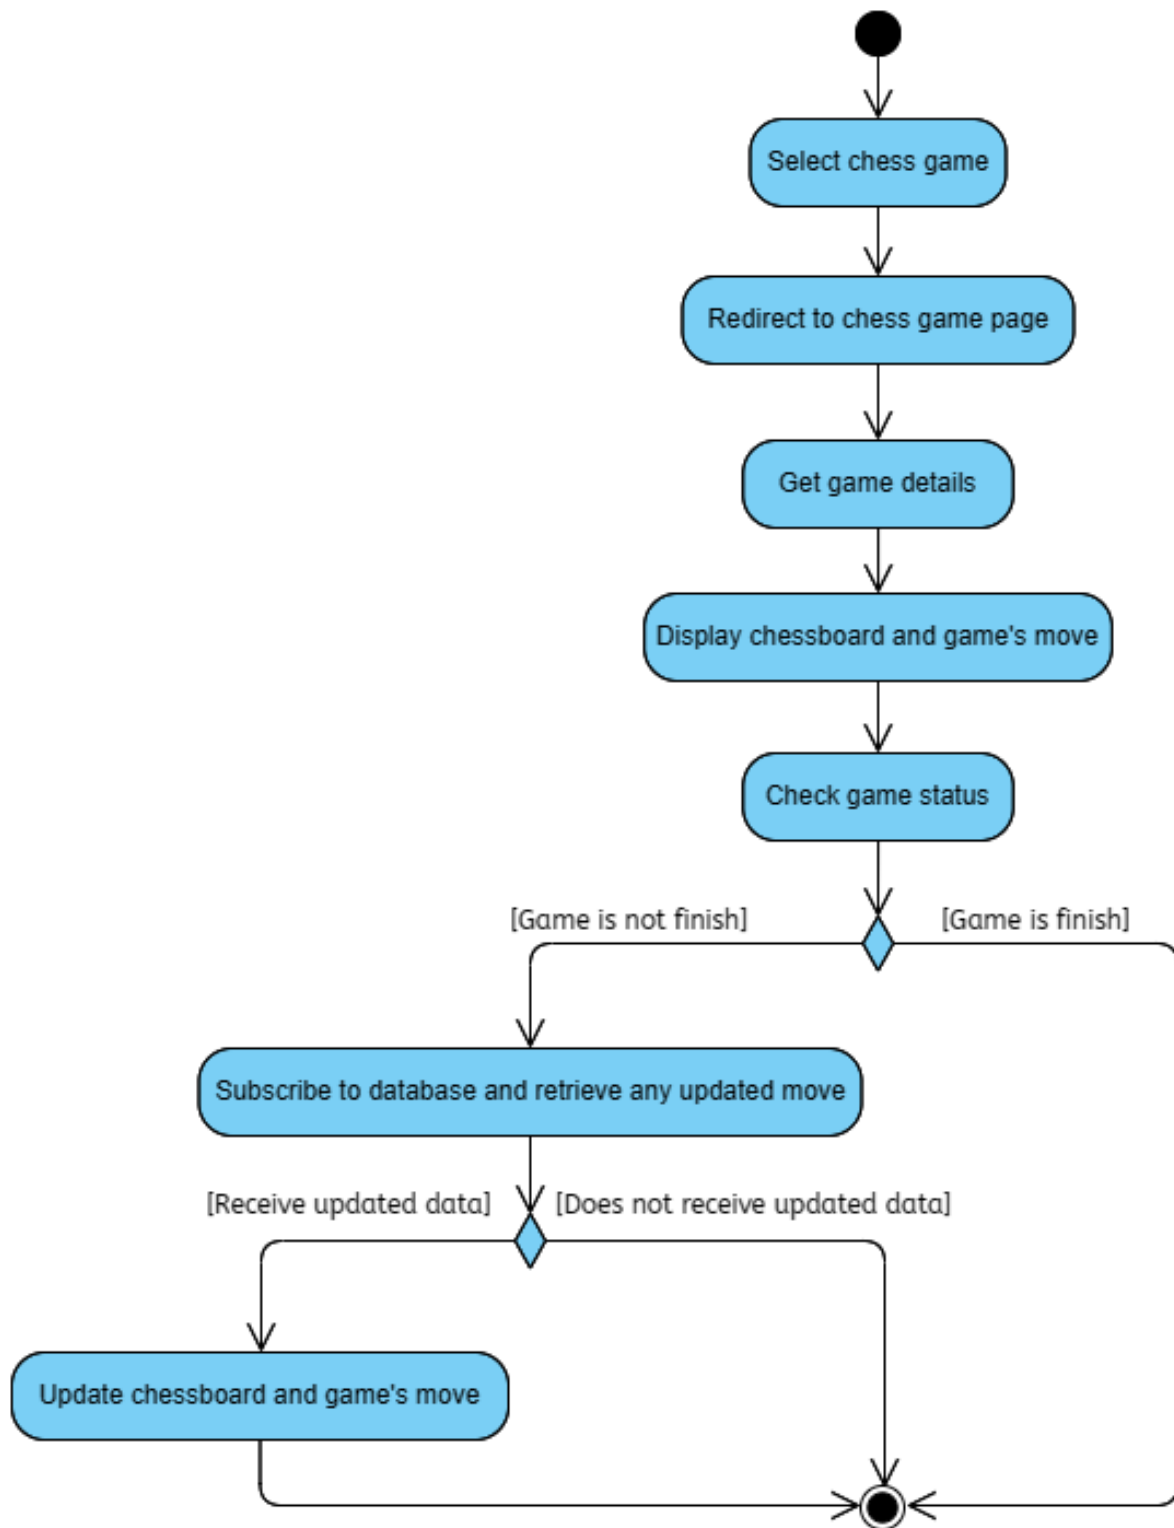 Select chess game
Redirect to chess game page
Get game details
Display chessboard and game's move
Check game status
[Game is not finish]
[Game is finish]
Subscribe to database and retrieve any updated move
[Receive updated data]
[Does not receive updated data]
Update chessboard and game's move